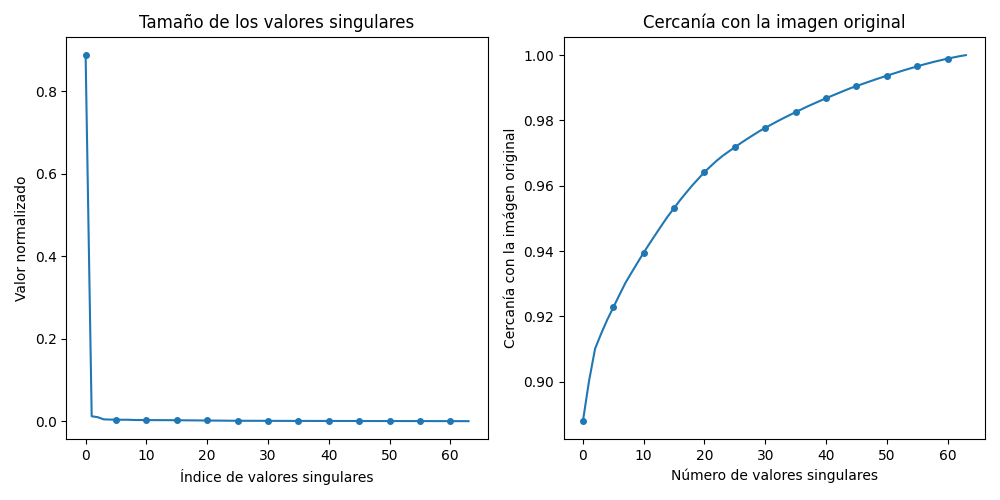 Tamaño de los valores singulares
Valor normalizado
0.8
0.6
0.4
0.2
0.0
0 10 20 30 40 50 60
Índice de valores singulares
Cercanía con la imagen original
Cercanía con la imágen original
1.00
0.98
0.96
0.94
0.92
0.90
0 10 20 30 40 50 60
Número de valores singulares